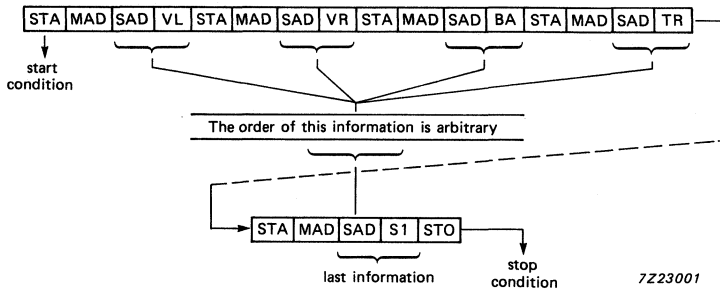 STA MAD SAD VL STA MAD SAD VR STA MAD SAD BA STA MAD SAD TR
start
condition
The order of this information is arbitrary
STA MAD SAD S1 STO
last information
stop
condition
7Z23001